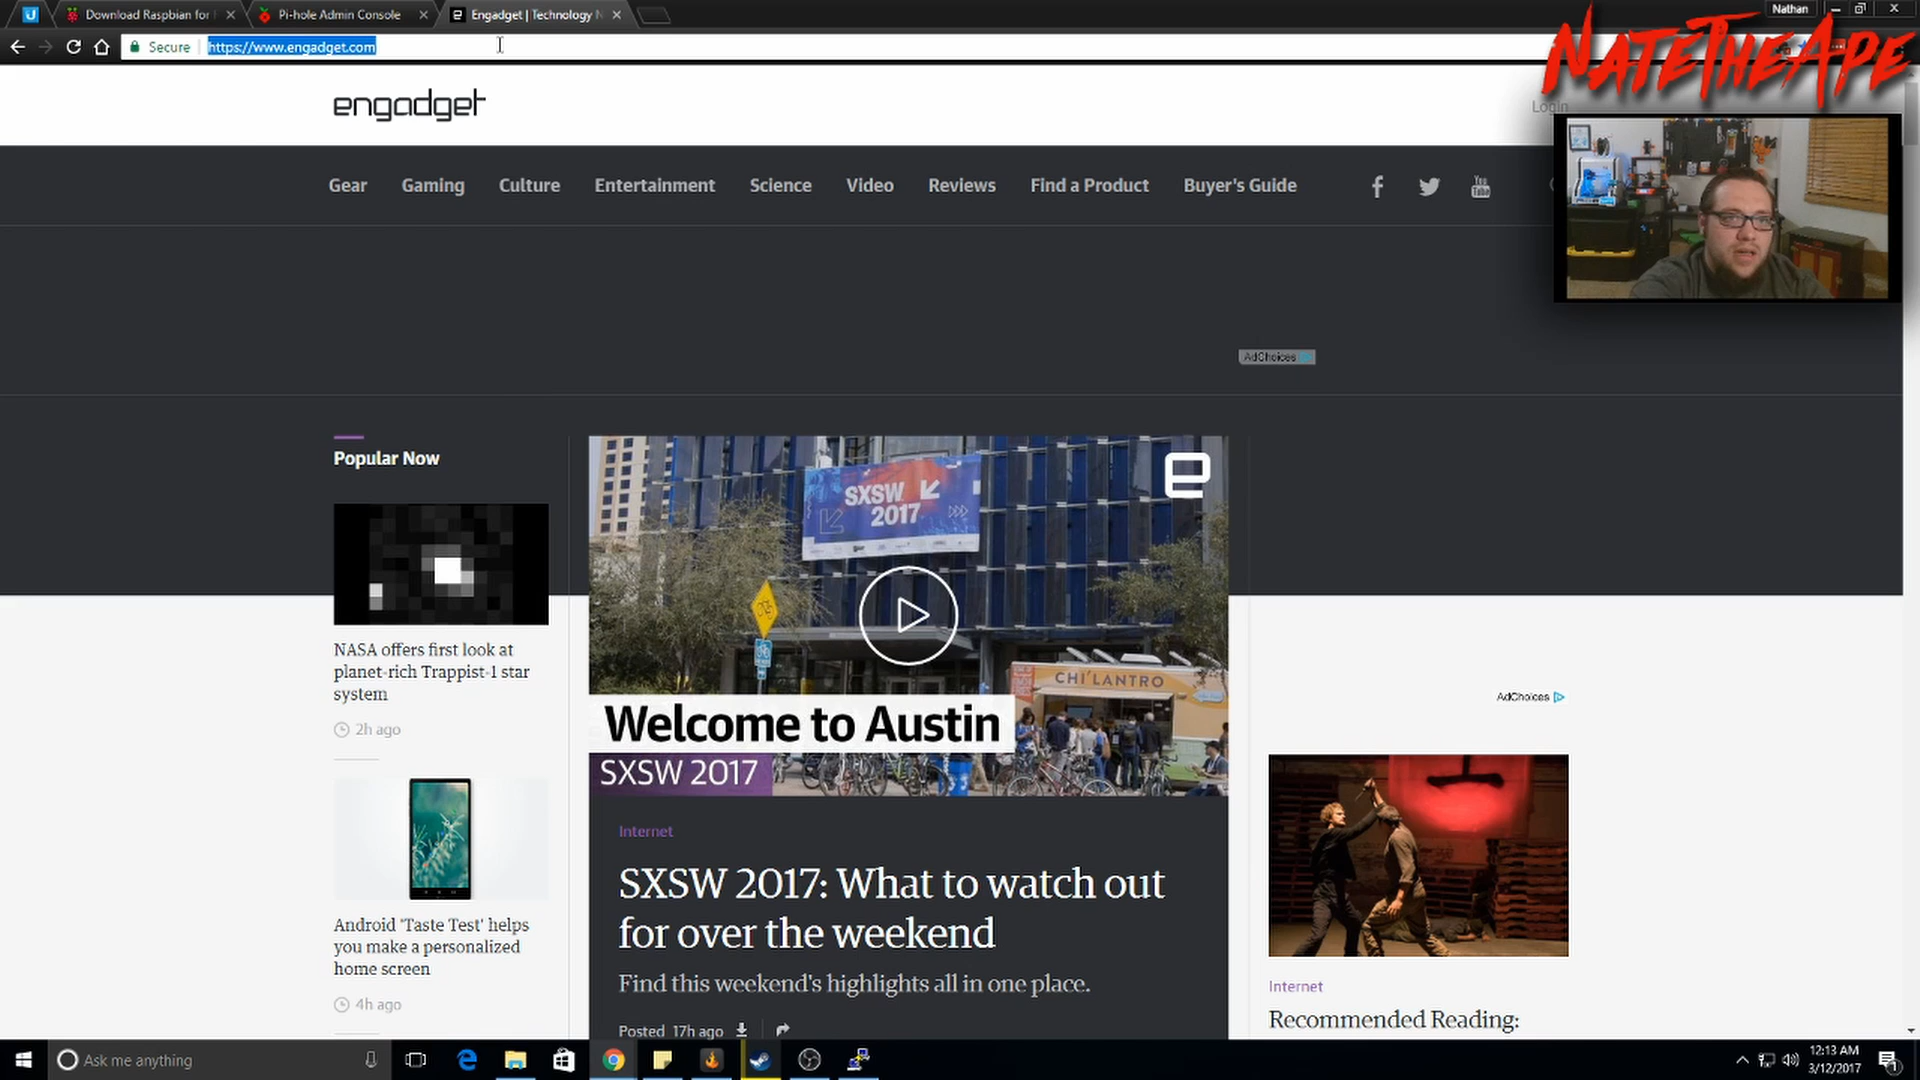 Download Raspbian for
Pi-hole Admin Console
Engadget | Technology N
Nathan
Secure
https://www.engadget.com
NateTheApe
Login
engadget
Gear
Gaming
Culture
Entertainment
Science
Video
Reviews
Find a Product
Buyer's Guide
You
Tube
AdChoices
Popular Now
NASA offers first look at
planet-rich Trappist-1 star
system
2h ago
Android 'Taste Test' helps
you make a personalized
home screen
4h ago
SXSW
2017
CHI'LANTRO
Welcome to Austin
SXSW 2017
Internet
SXSW 2017: What to watch out
for over the weekend
Find this weekend's highlights all in one place.
Posted 17h ago
AdChoices
Internet
Recommended Reading:
Ask me anything
12:13 AM
3/12/2017